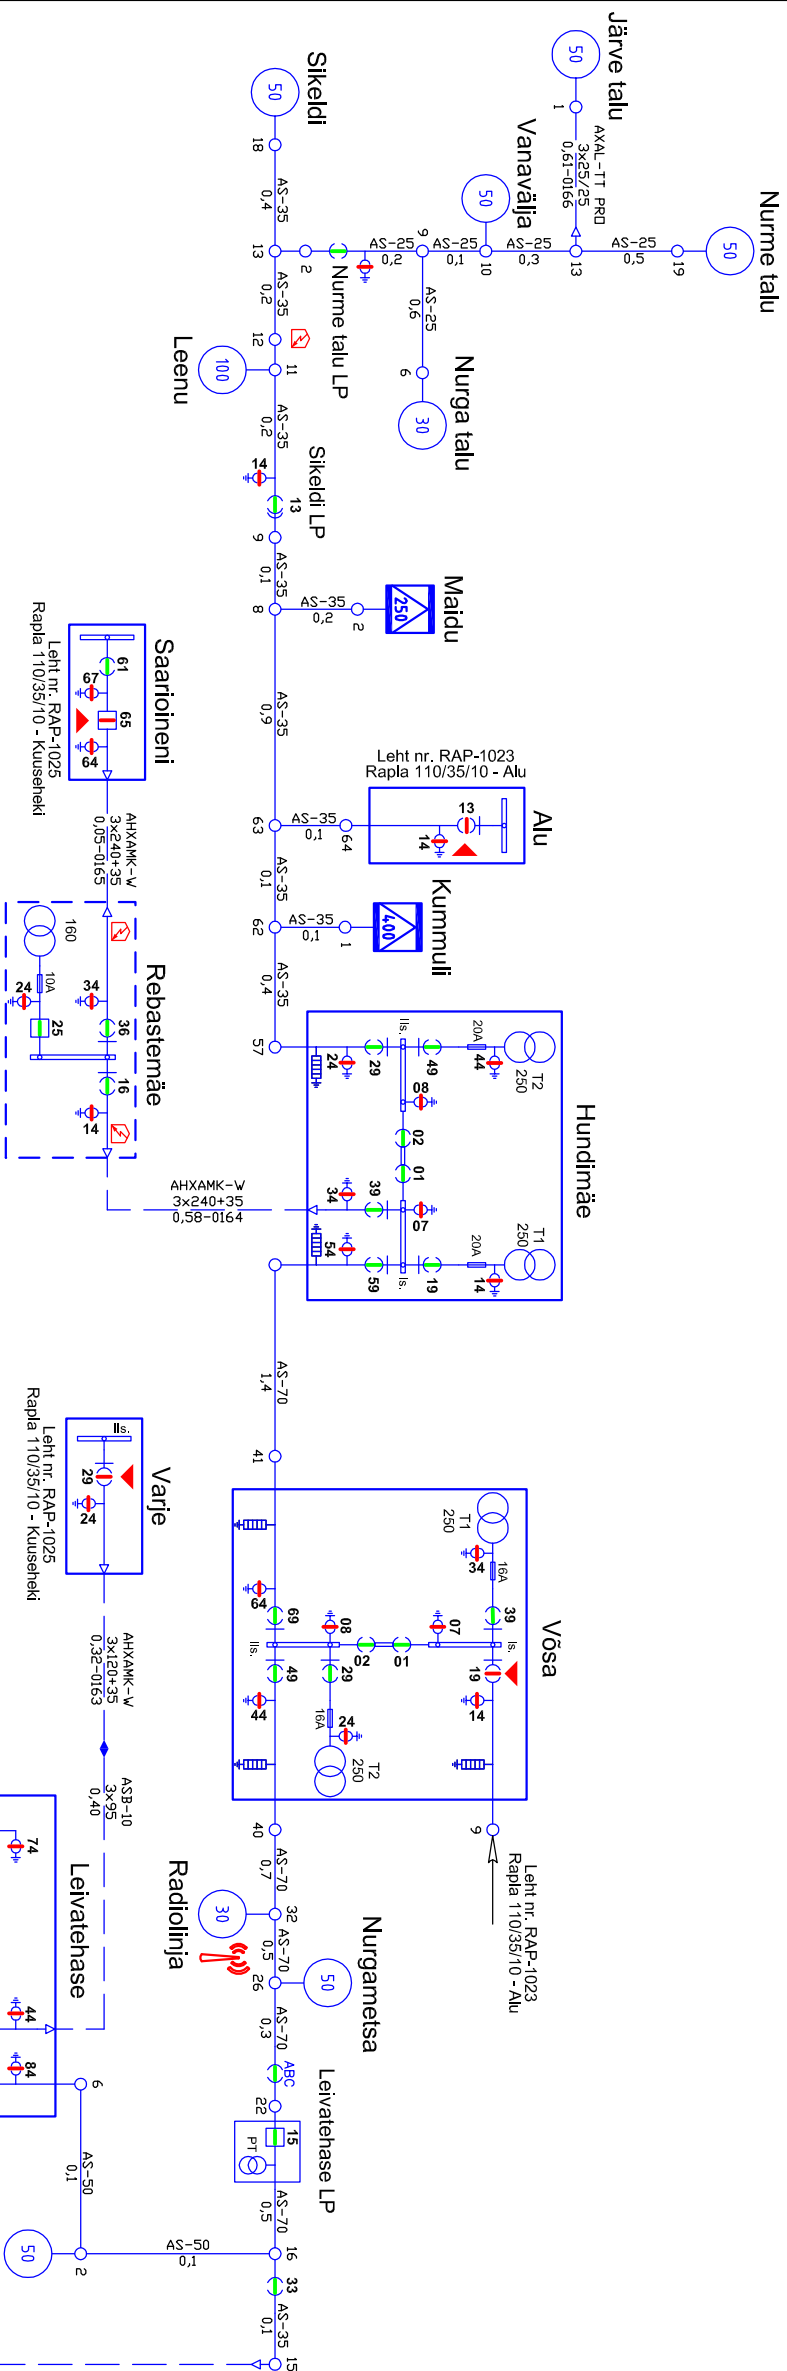 Järve talu
50
1
AXAL-TT PRO
3x25/25
0,61-0166
Nurme talu
50
19
AS-25
0,5
13
AS-25
0,3
Vanavälja
50
10
AS-25
0,1
9
AS-25
0,2
AS-25
0,6
6
Nurga talu
30
Nurme talu LP
2
Sikeldi
50
18
AS-35
0,4
13
AS-35
0,2
12
11
Leenu
100
AS-35
0,2
14
Sikeldi LP
13
9
AS-35
0,1
8
AS-35
0,2
2
Maidu
250
AS-35
0,9
Saarioineni
61
67
65
64
Leht nr. RAP-1025
Rapla 110/35/10 - Kuuseheki
AHXAMK-W
3x240+35
0,05-0165
Leht nr. RAP-1023
Rapla 110/35/10 - Alu
Alu
13
14
63
AS-35
0,1
64
AS-35
0,1
62
AS-35
0,1
1
Kummuli
400
AS-35
0,4
57
Rebastemäe
160
10A
24
25
34
36
16
14
AHXAMK-W
3x240+35
0,58-0164
Hundimäe
T2
250
20A
44
49
IIs.
29
24
08
02
01
07
39
34
T1
250
20A
14
19
Is.
59
54
AS-70
1,4
41
Varje
IIs.
29
24
Leht nr. RAP-1025
Rapla 110/35/10 - Kuuseheki
AHXAMK-W
3x120+35
0,32-0163
ASB-10
3x95
0,40
Võsa
T1
250
16A
34
39
Is.
19
14
07
01
02
08
29
24
16A
T2
250
64
69
IIs.
49
44
9
Leht nr. RAP-1023
Rapla 110/35/10 - Alu
40
AS-70
0,7
32
Radiolinja
30
AS-70
0,5
26
Nurgametsa
50
AS-70
0,3
ABC
22
Leivatehase LP
15
PT
AS-70
0,5
16
33
AS-35
0,1
15
Leivatehase
74
44
84
6
AS-50
0,1
2
50
AS-50
0,1